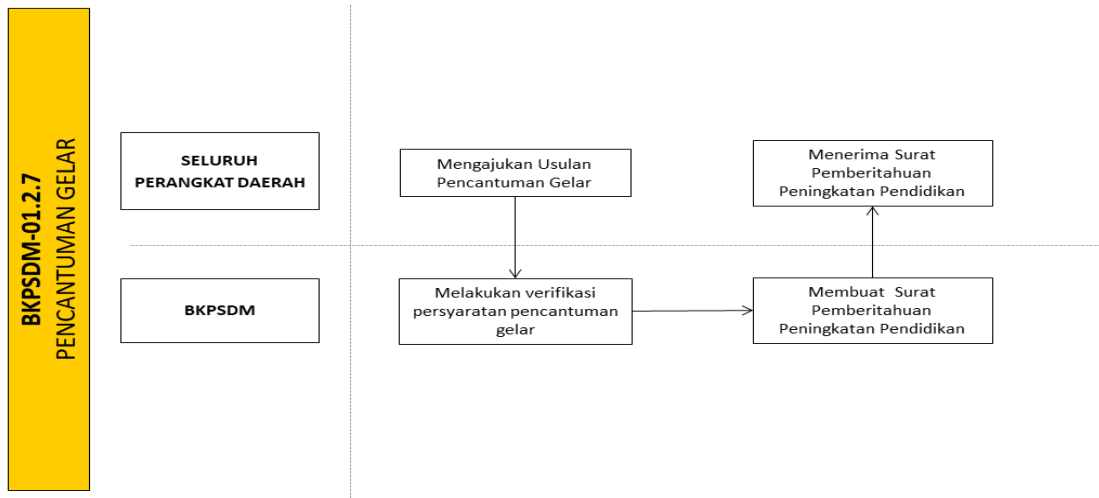 BKPSDM-01.2.7
PENCANTUMAN GELAR
SELURUH
PERANGKAT DAERAH
Mengajukan Usulan
Pencantuman Gelar
Menerima Surat
Pemberitahuan
Peningkatan Pendidikan
BKPSDM
Melakukan verifikasi
persyaratan pencantuman
gelar
Membuat Surat
Pemberitahuan
Peningkatan Pendidikan